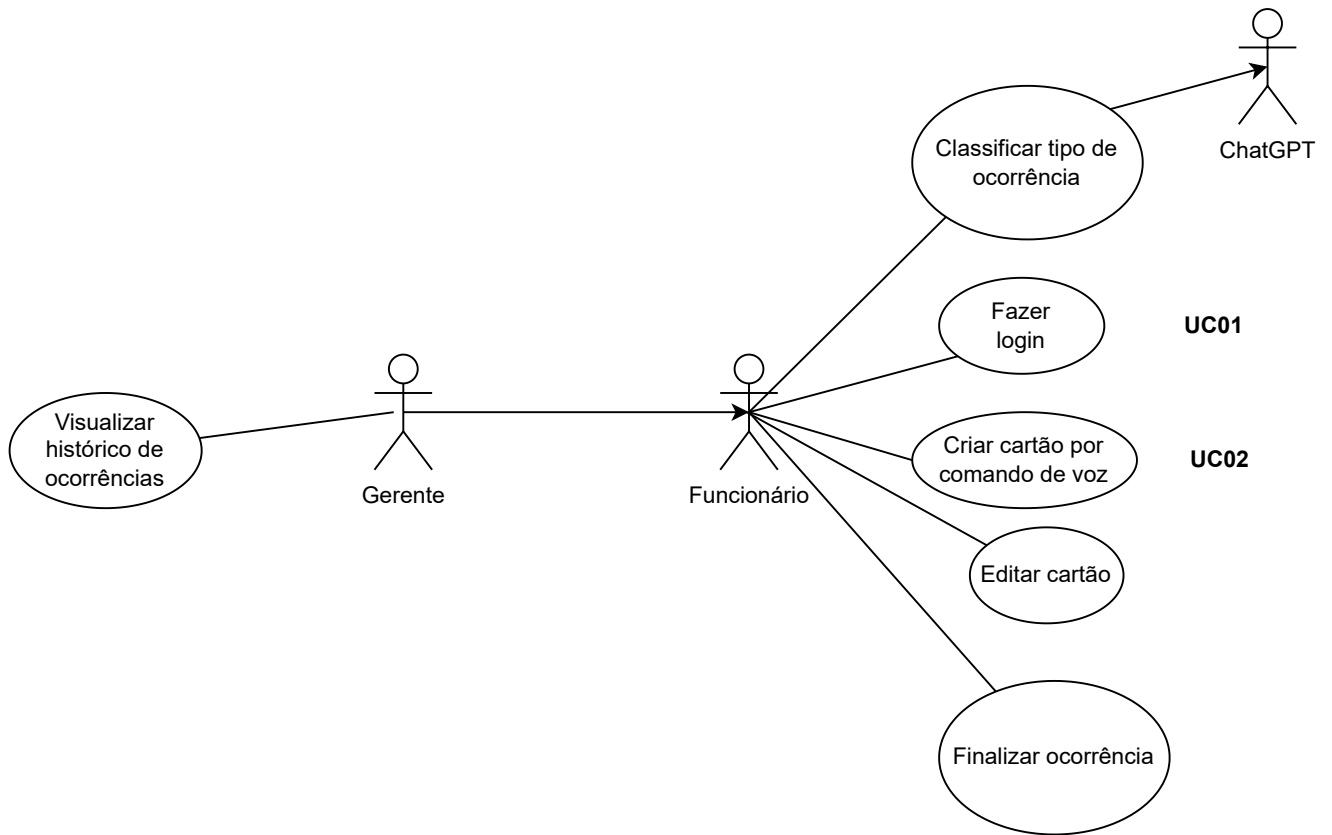 Classificar tipo de
ocorrência
ChatGPT
Fazer
login
UC01
Visualizar
histórico de
ocorrências
Gerente
Funcionário
Criar cartão por
comando de voz
UC02
Editar cartão
Finalizar ocorrência